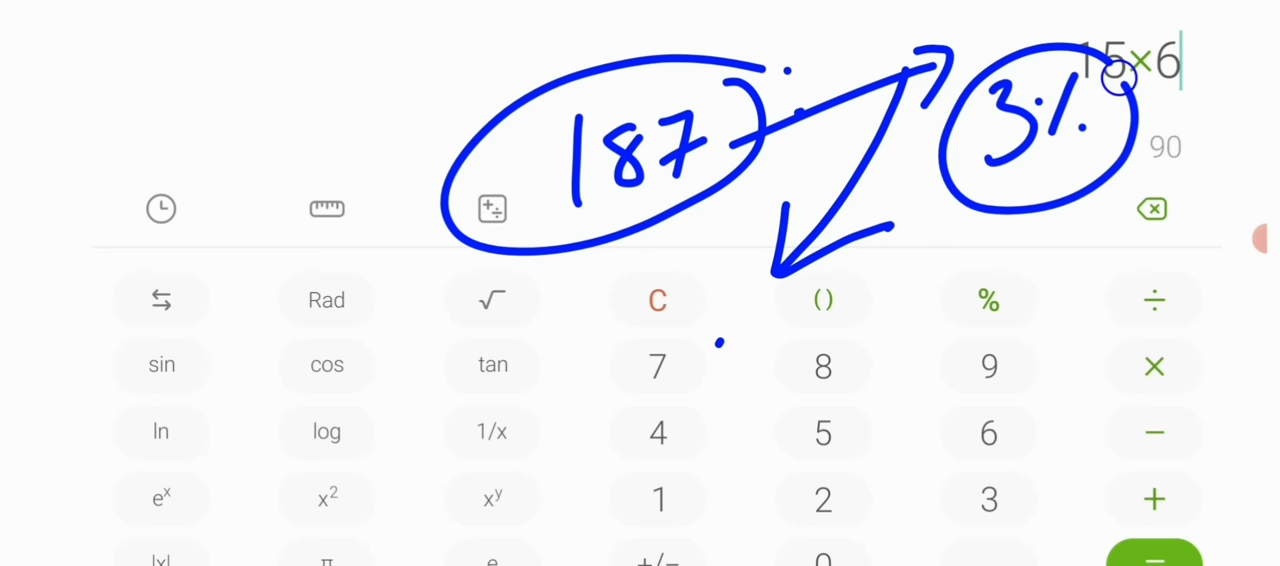 15×6
187 3%
90
Rad √ C () % ÷
sin cos tan 7 8 9 ×
ln log 1/x 4 5 6 −
eˣ x² xʸ 1 2 3 +
|x| π e +/− 0 =